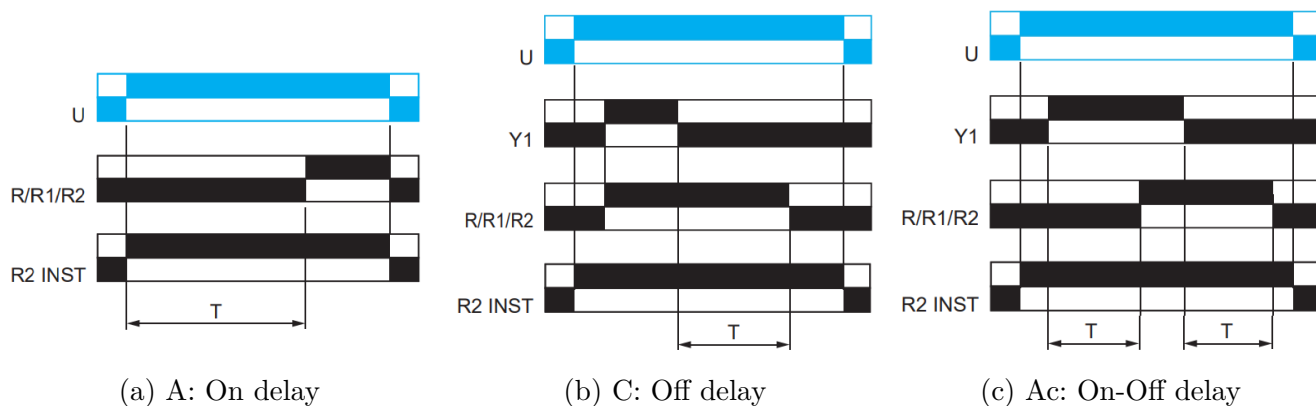 U
R/R1/R2
R2 INST
T
(a) A: On delay
U
Y1
R/R1/R2
R2 INST
T
(b) C: Off delay
U
Y1
R/R1/R2
R2 INST
T T
(c) Ac: On-Off delay